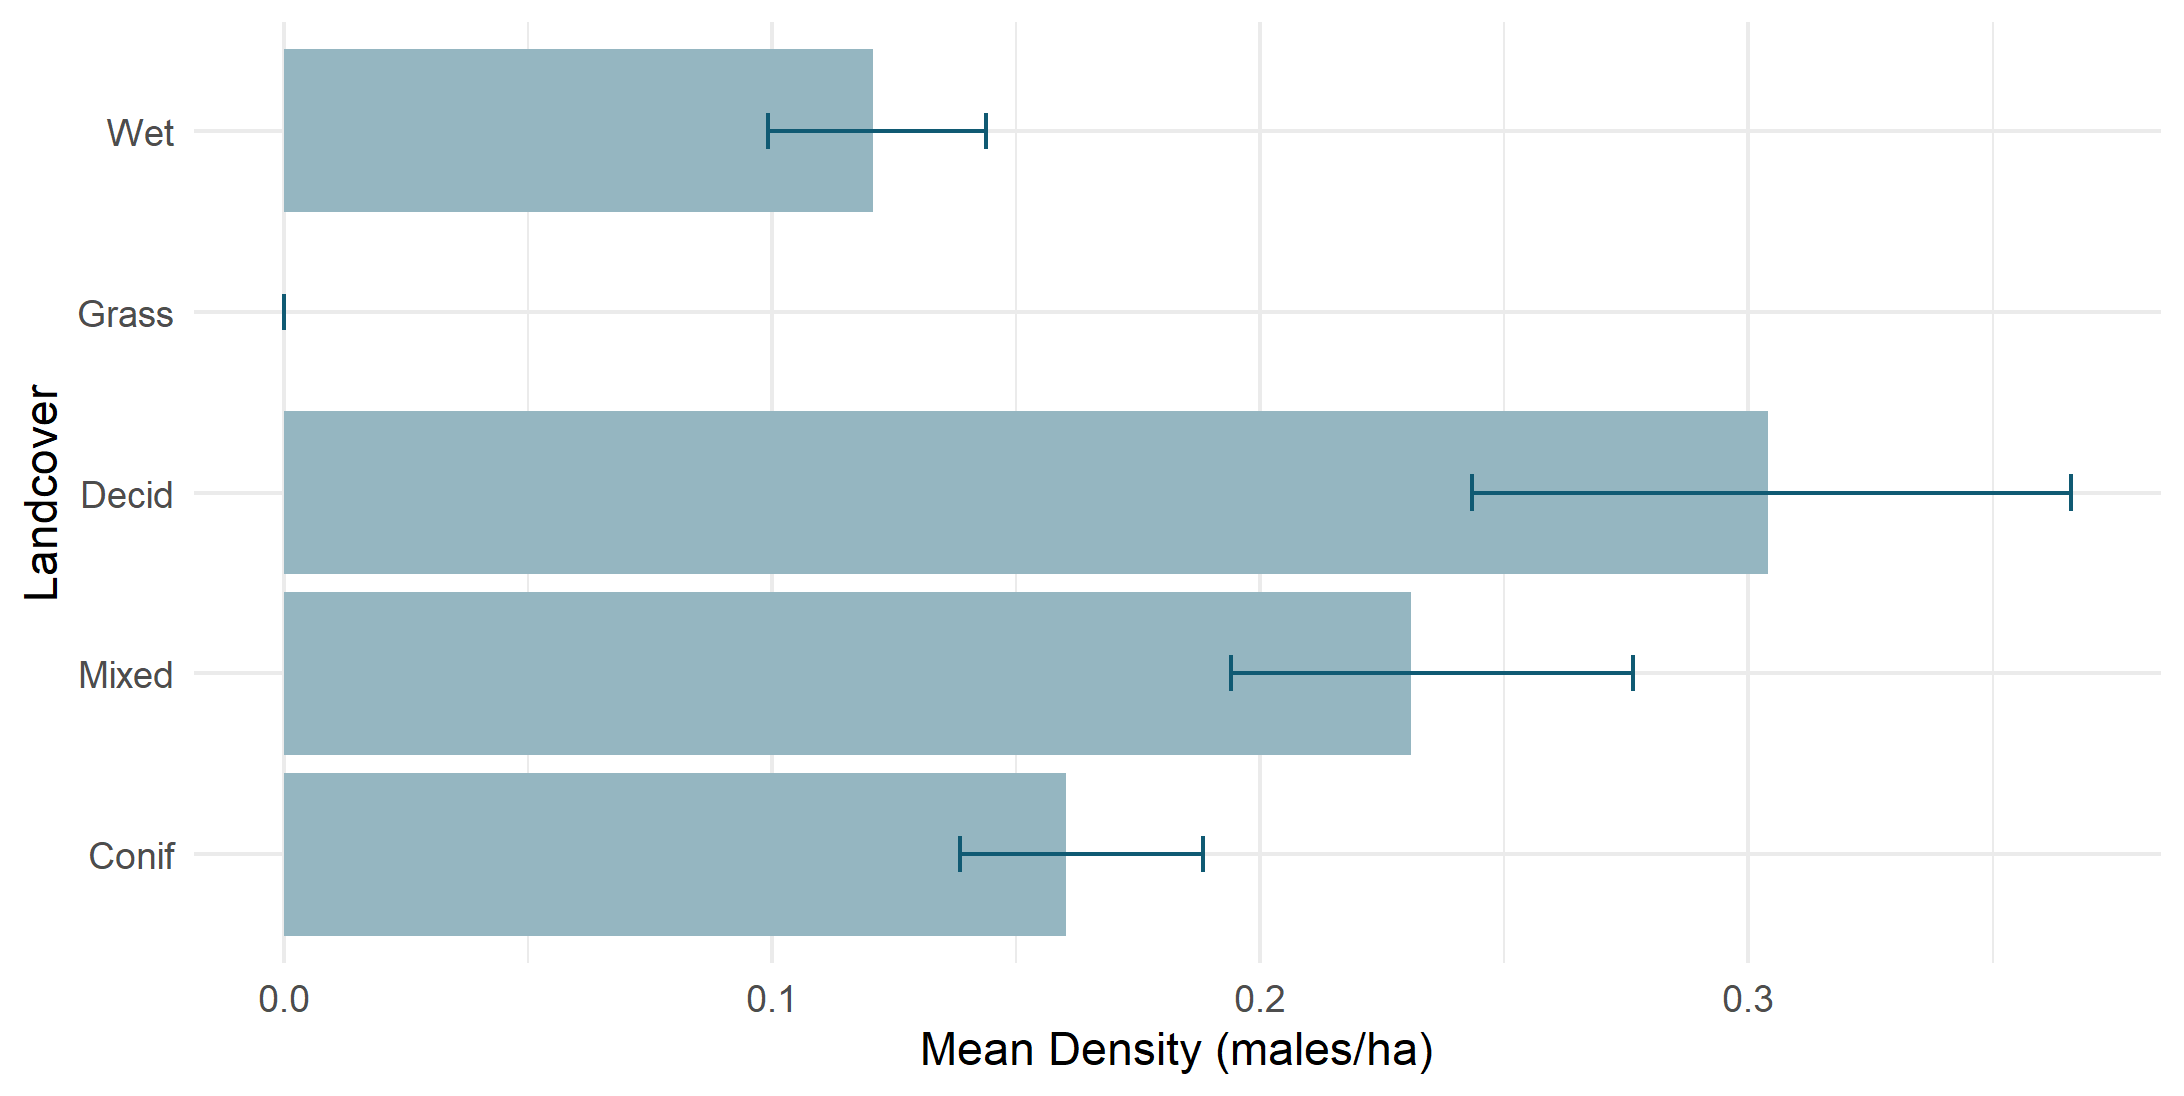 Landcover
Wet
Grass
Decid
Mixed
Conif
0.0 0.1 0.2 0.3
Mean Density (males/ha)